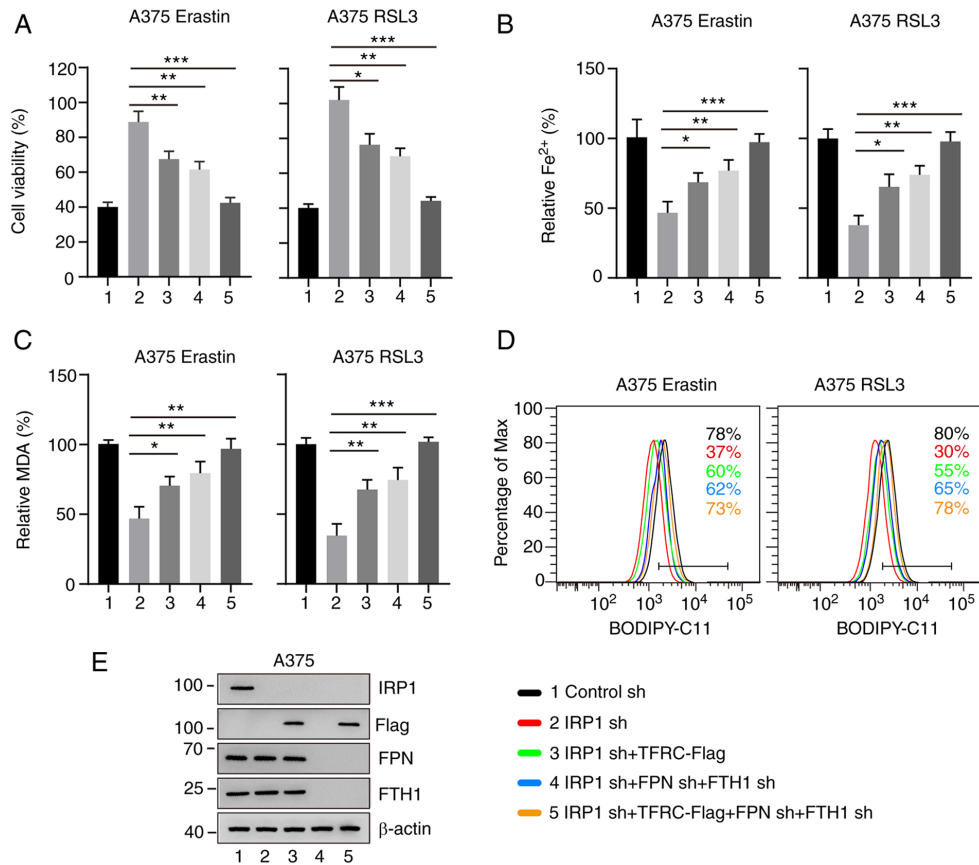 A
A375 Erastin
A375 RSL3
Cell viability (%)
120
100
80
60
40
20
0
***
**
**
***
**
*
1 2 3 4 5
1 2 3 4 5
B
A375 Erastin
A375 RSL3
Relative Fe2+ (%)
150
100
50
0
***
**
*
***
**
*
1 2 3 4 5
1 2 3 4 5
C
A375 Erastin
A375 RSL3
Relative MDA (%)
150
100
50
0
**
**
*
***
**
**
1 2 3 4 5
1 2 3 4 5
D
A375 Erastin
A375 RSL3
Percentage of Max
100
80
60
40
20
0
78%
37%
60%
62%
73%
80%
30%
55%
65%
78%
102 103 104 105
102 103 104 105
BODIPY-C11
BODIPY-C11
E
A375
100 IRP1
100 Flag
70 FPN
25 FTH1
40 β-actin
1 2 3 4 5
1 Control sh
2 IRP1 sh
3 IRP1 sh+TFRC-Flag
4 IRP1 sh+FPN sh+FTH1 sh
5 IRP1 sh+TFRC-Flag+FPN sh+FTH1 sh